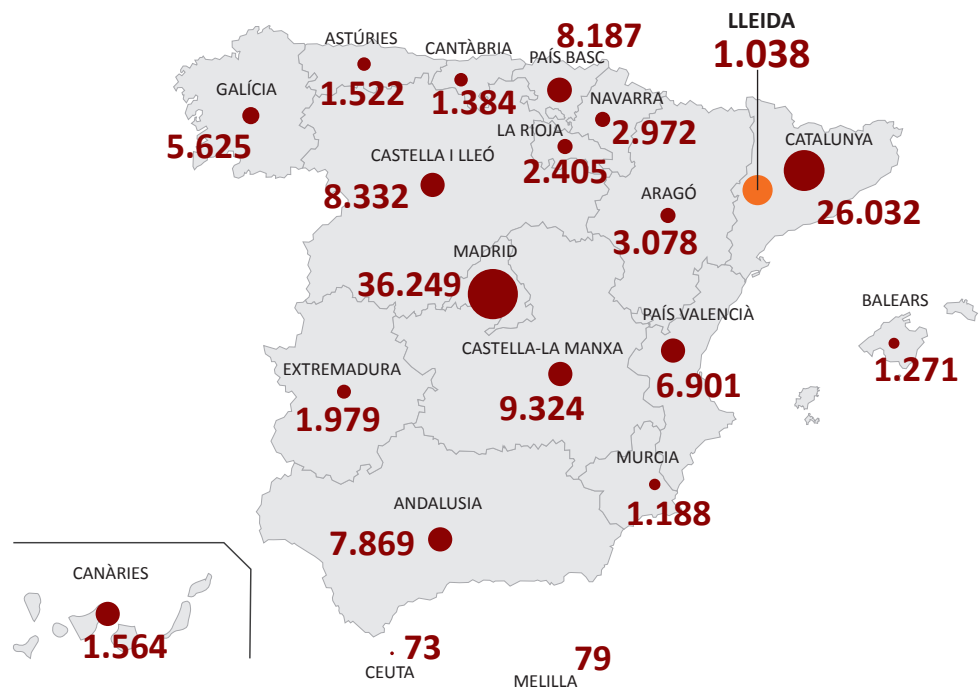 LLEIDA
1.038
ASTÚRIES
1.522
CANTÀBRIA
1.384
8.187
PAÍS BASC
GALÍCIA
5.625
NAVARRA
2.972
LA RIOJA
2.405
CATALUNYA
26.032
CASTELLA I LLEÓ
8.332
ARAGÓ
3.078
MADRID
36.249
PAÍS VALENCIÀ
6.901
BALEARS
1.271
CASTELLA-LA MANXA
9.324
EXTREMADURA
1.979
MURCIA
1.188
ANDALUSIA
7.869
CANÀRIES
1.564
73
CEUTA
79
MELILLA